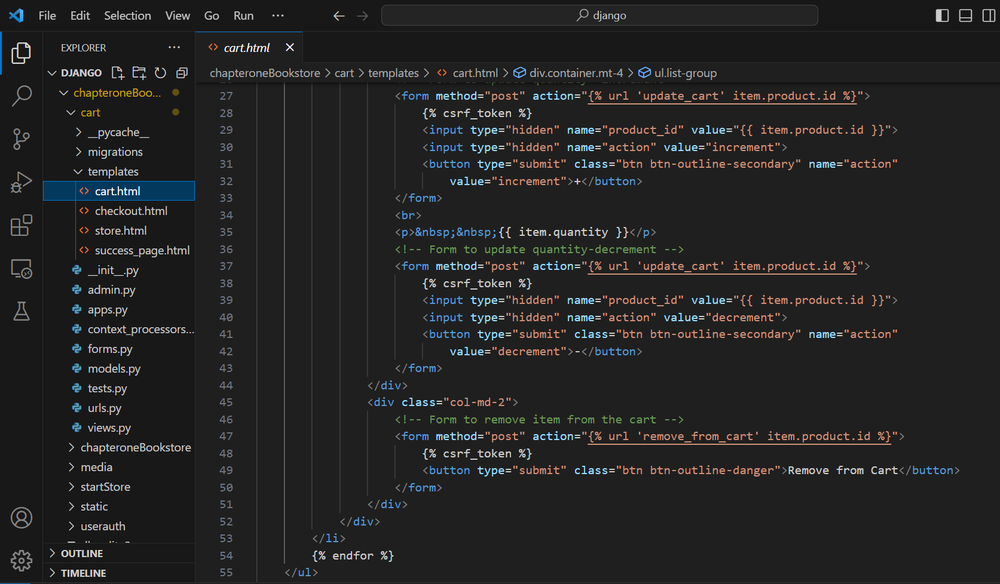 File Edit Selection View Go Run ···
django
EXPLORER ···
DJANGO
chapteroneBoo...
cart
__pycache__
migrations
templates
cart.html
checkout.html
store.html
success_page.html
__init__.py
admin.py
apps.py
context_processors...
forms.py
models.py
tests.py
urls.py
views.py
chapteroneBookstore
media
startStore
static
userauth
OUTLINE
TIMELINE
cart.html
chapteroneBookstore > cart > templates > cart.html > div.container.mt-4 > ul.list-group
27 <form method="post" action="{% url 'update_cart' item.product.id %}">
28 {% csrf_token %}
29 <input type="hidden" name="product_id" value="{{ item.product.id }}">
30 <input type="hidden" name="action" value="increment">
31 <button type="submit" class="btn btn-outline-secondary" name="action"
32 value="increment">+</button>
33 </form>
34 <br>
35 <p>&nbsp;&nbsp;{{ item.quantity }}</p>
36 <!-- Form to update quantity-decrement -->
37 <form method="post" action="{% url 'update_cart' item.product.id %}">
38 {% csrf_token %}
39 <input type="hidden" name="product_id" value="{{ item.product.id }}">
40 <input type="hidden" name="action" value="decrement">
41 <button type="submit" class="btn btn-outline-secondary" name="action"
42 value="decrement">-</button>
43 </form>
44 </div>
45 <div class="col-md-2">
46 <!-- Form to remove item from the cart -->
47 <form method="post" action="{% url 'remove_from_cart' item.product.id %}">
48 {% csrf_token %}
49 <button type="submit" class="btn btn-outline-danger">Remove from Cart</button>
50 </form>
51 </div>
52 </div>
53 </li>
54 {% endfor %}
55 </ul>